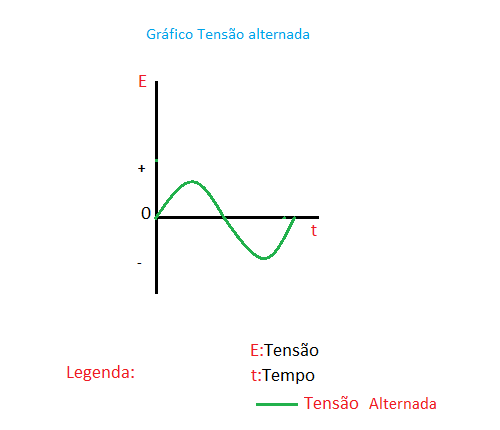 Gráfico Tensão alternada
E
+
0
t
-
E:Tensão
Legenda:
t:Tempo
Tensão Alternada